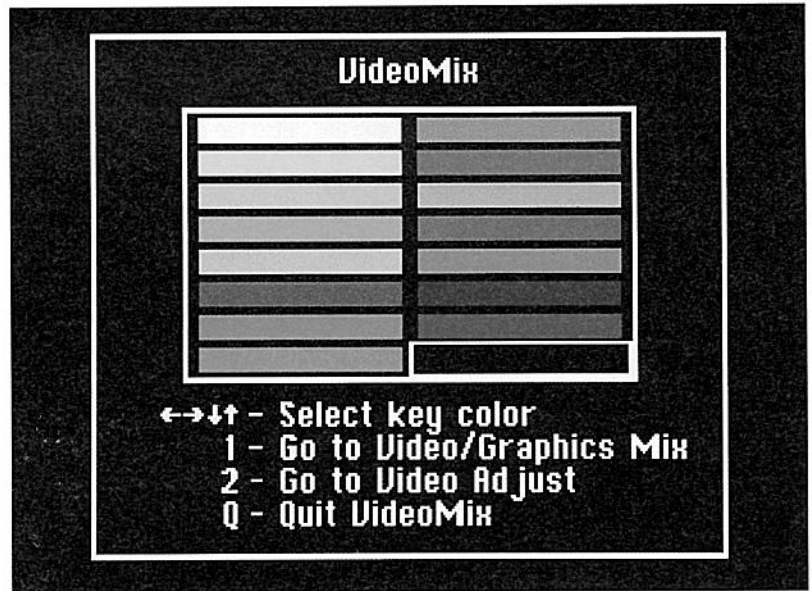 VideoMix
←→↓↑ - Select key color
1 - Go to Video/Graphics Mix
2 - Go to Video Adjust
Q - Quit VideoMix